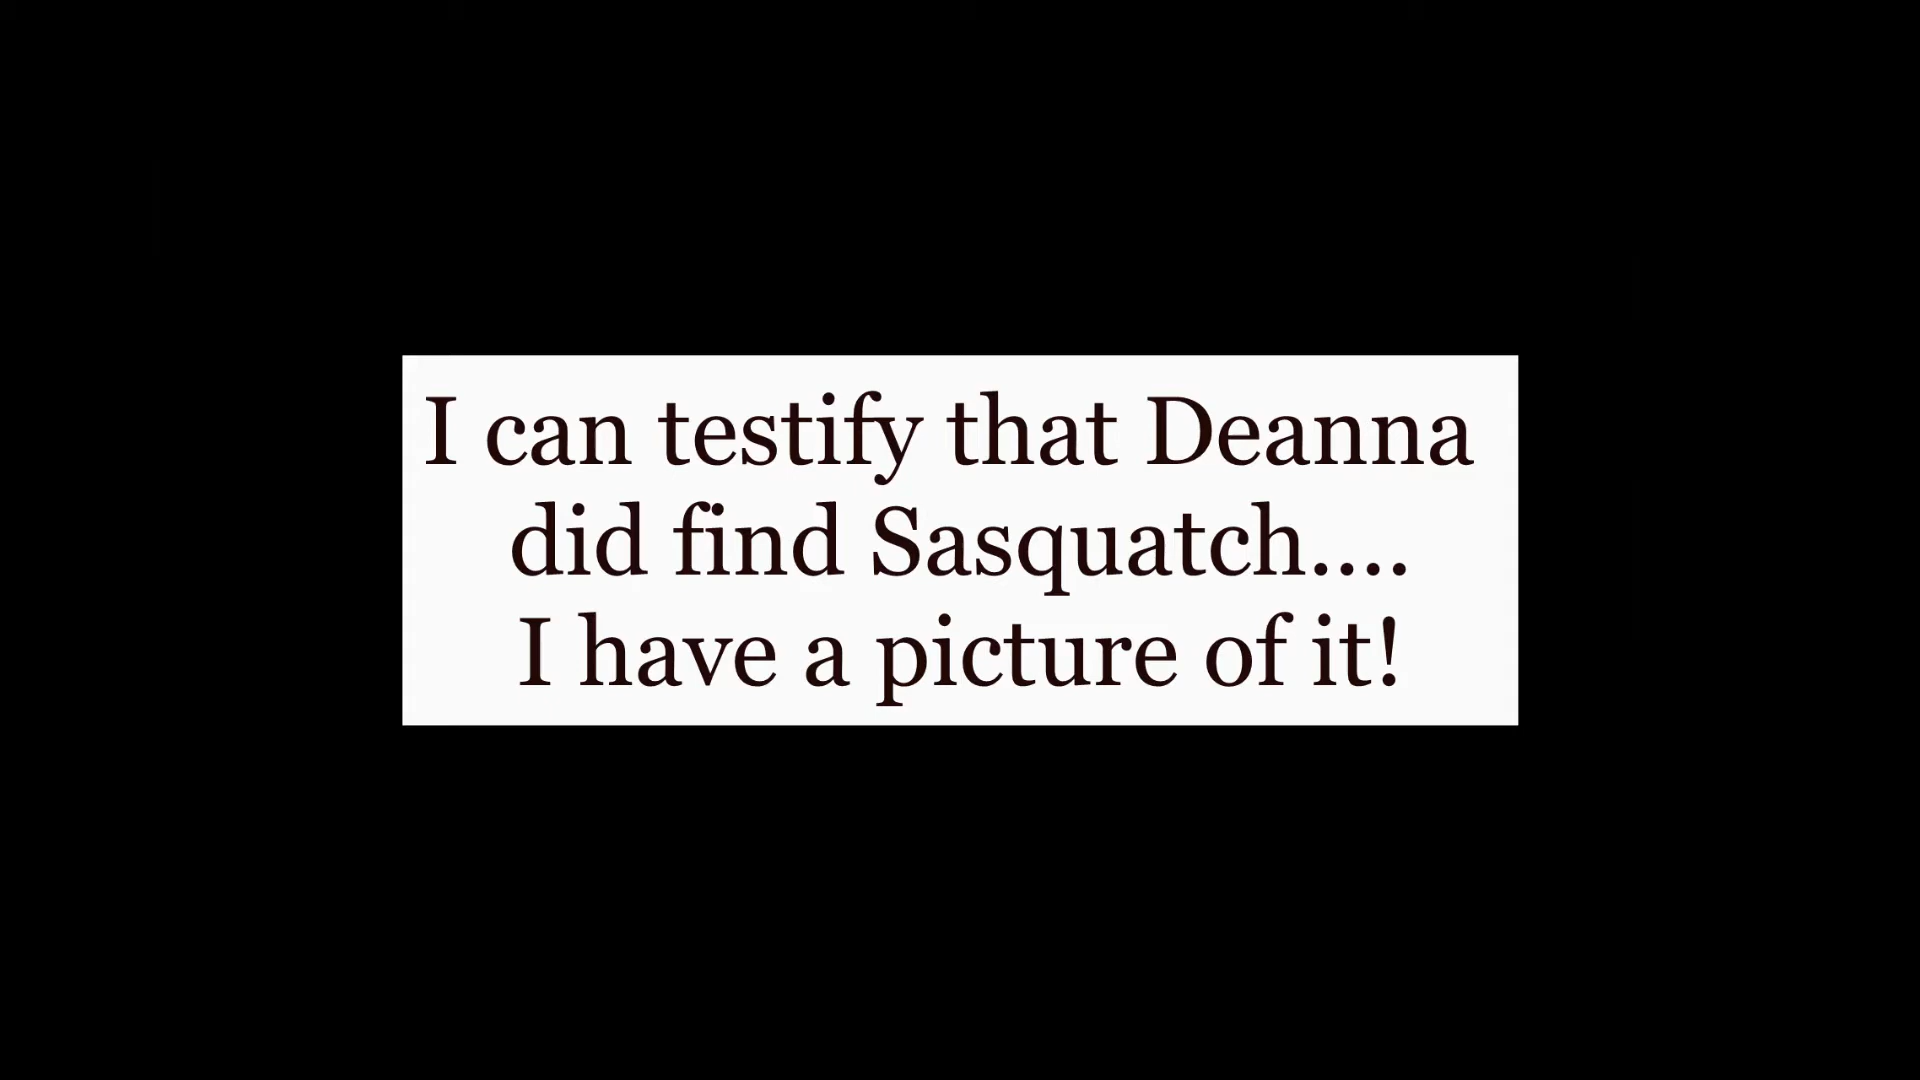 I can testify that Deanna
did find Sasquatch....
I have a picture of it!